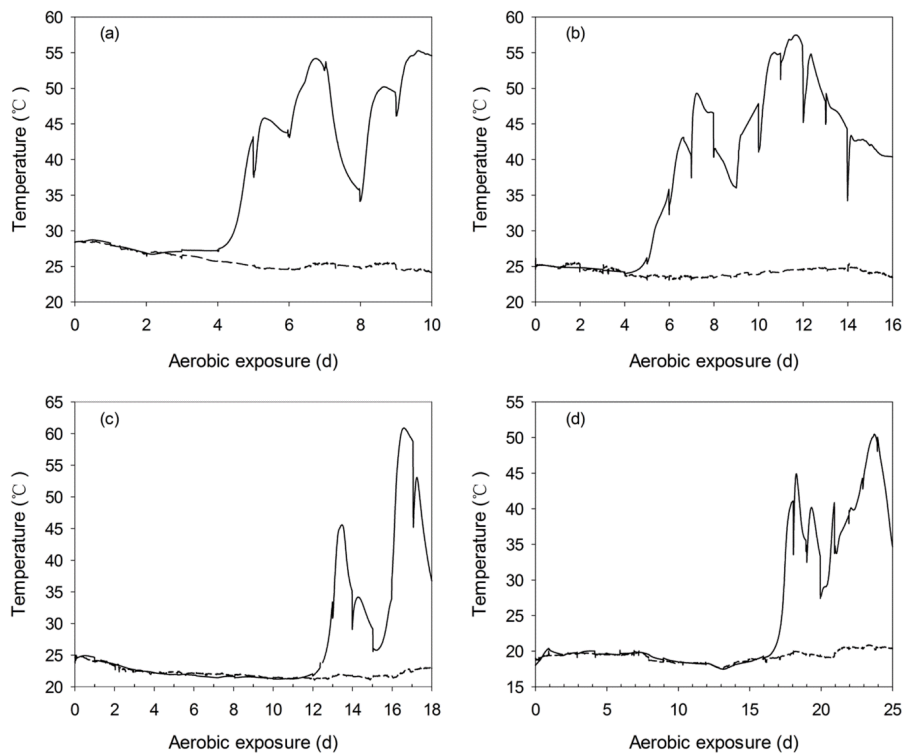 (a)
Temperature (℃)
60
55
50
45
40
35
30
25
20
0 2 4 6 8 10
Aerobic exposure (d)
(b)
Temperature (℃)
60
55
50
45
40
35
30
25
20
0 2 4 6 8 10 12 14 16
Aerobic exposure (d)
(c)
Temperature (℃)
65
60
55
50
45
40
35
30
25
20
0 2 4 6 8 10 12 14 16 18
Aerobic exposure (d)
(d)
Temperature (℃)
55
50
45
40
35
30
25
20
15
0 5 10 15 20 25
Aerobic exposure (d)